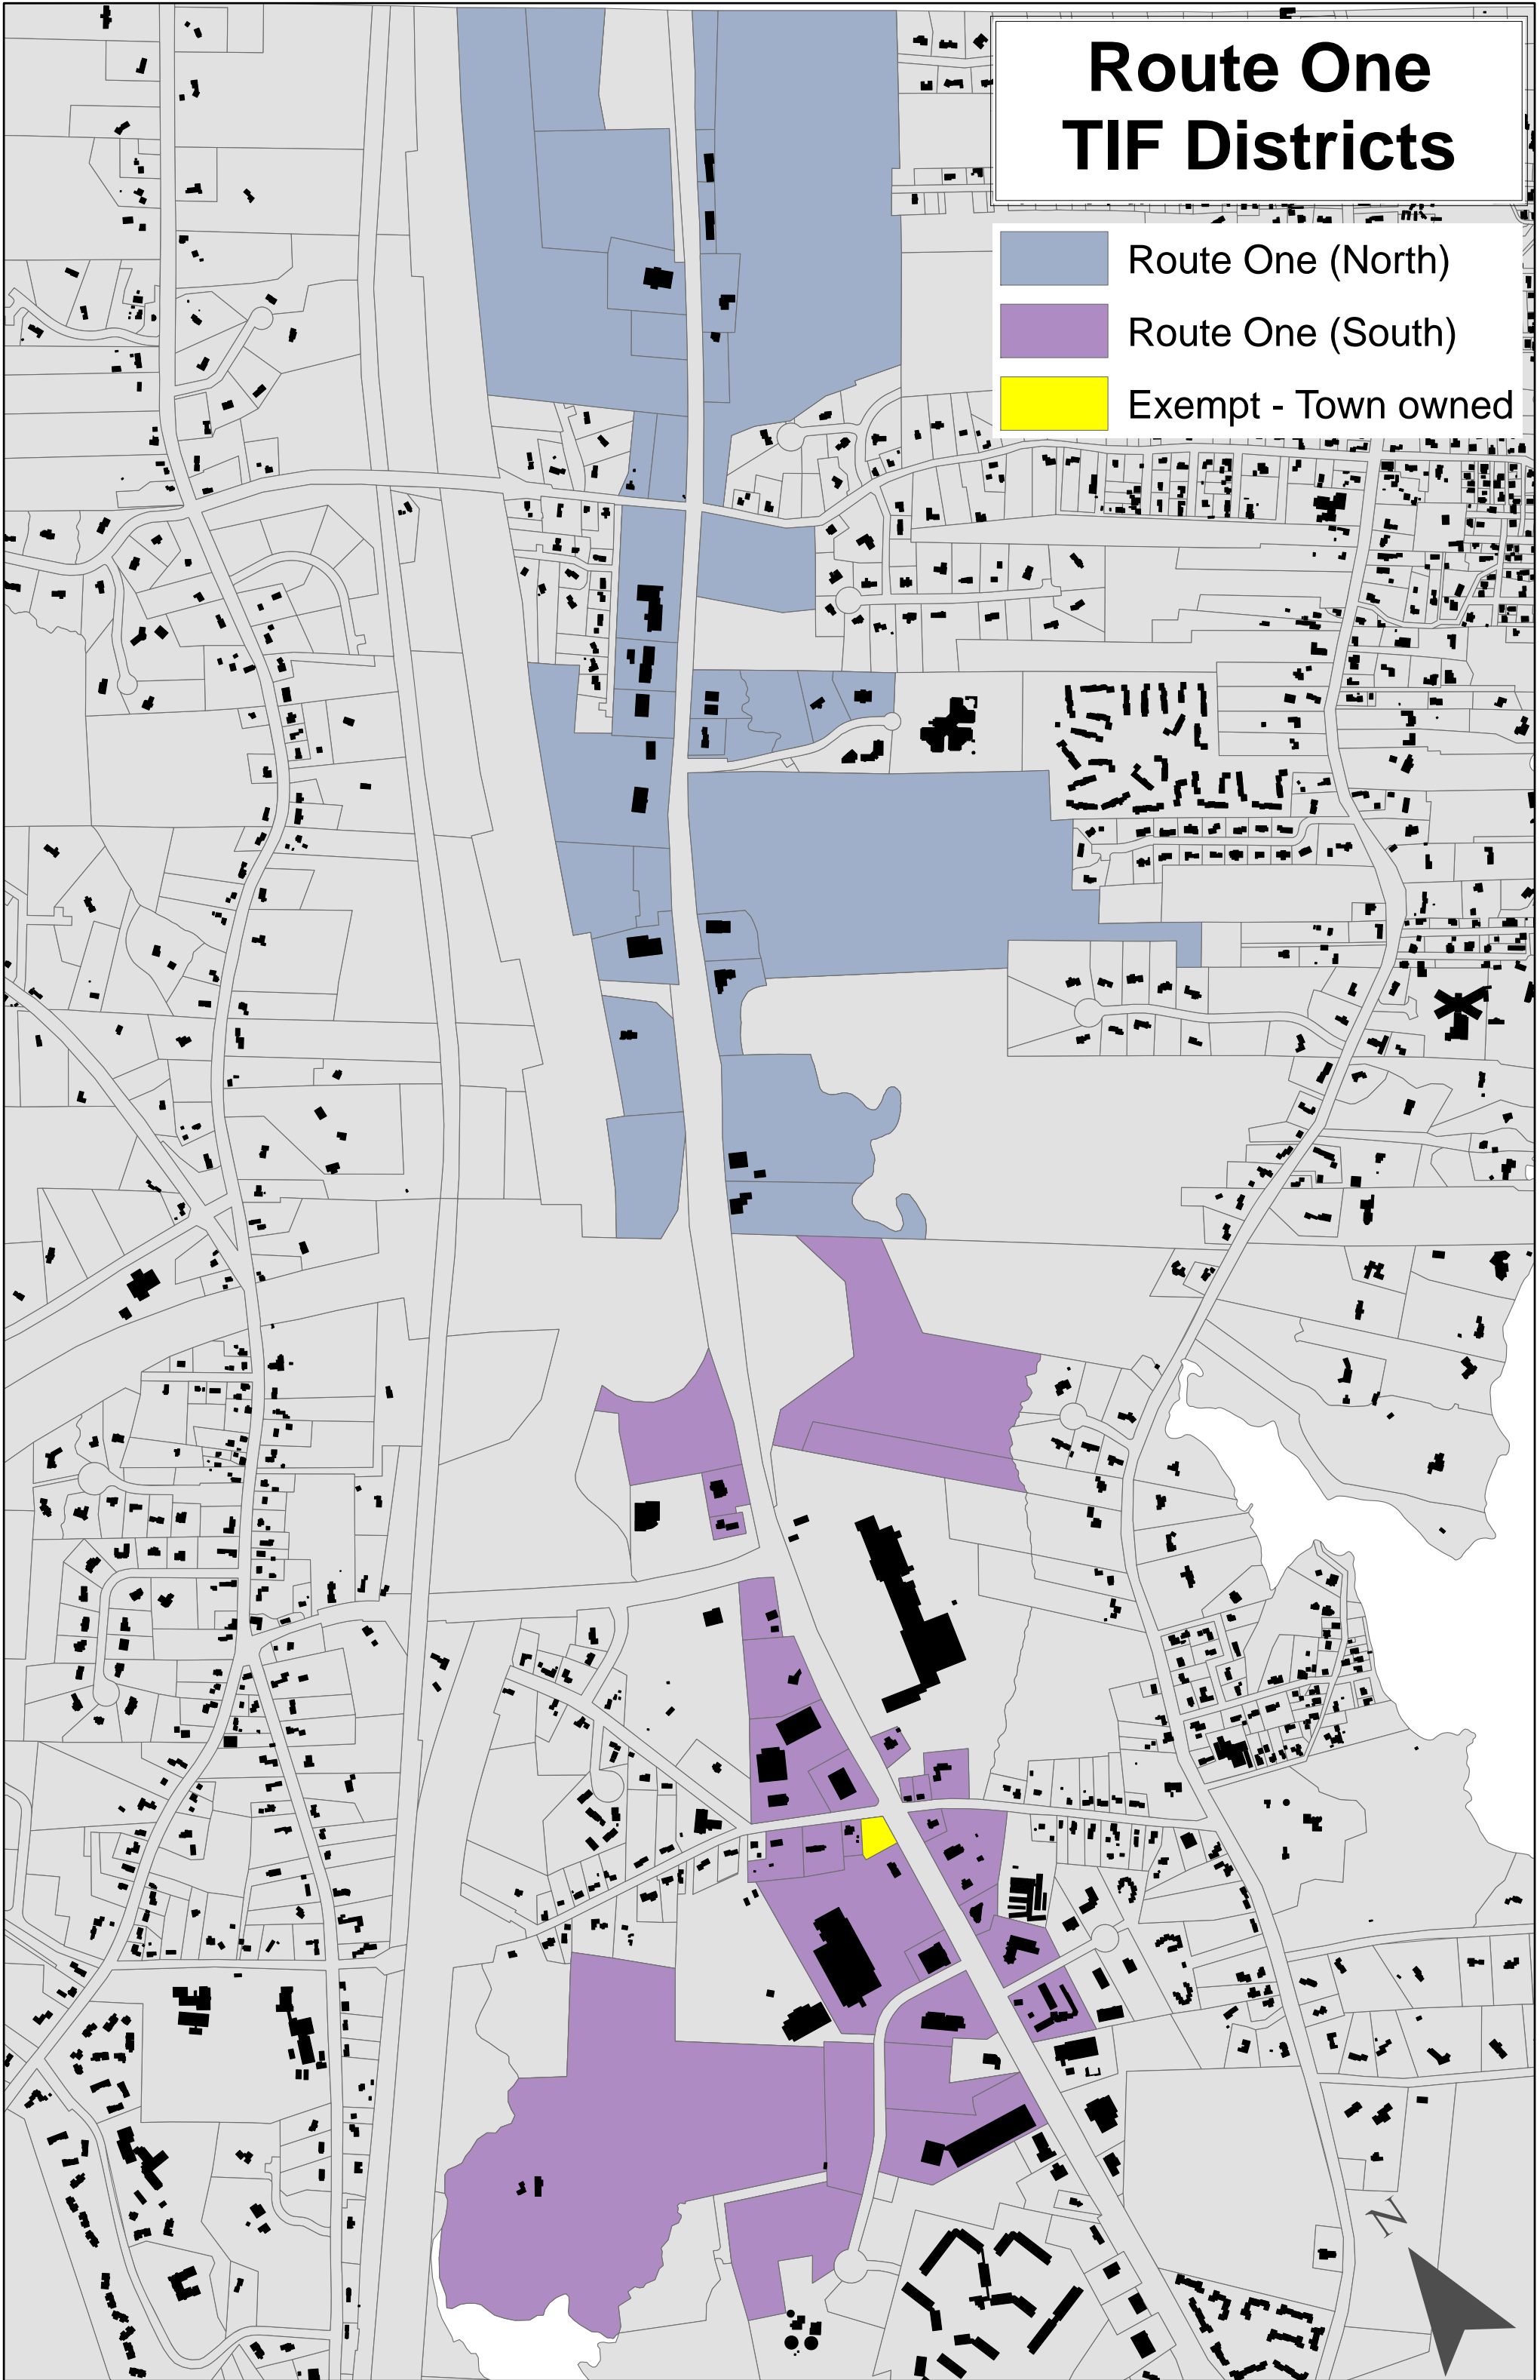 Route One
TIF Districts
Route One (North)
Route One (South)
Exempt - Town owned
N